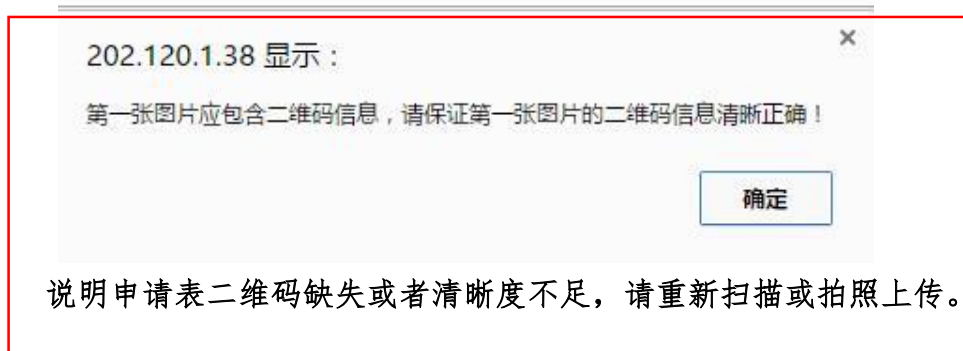 202.120.1.38 显示：
×
第一张图片应包含二维码信息，请保证第一张图片的二维码信息清晰正确！
确定
说明申请表二维码缺失或者清晰度不足，请重新扫描或拍照上传。